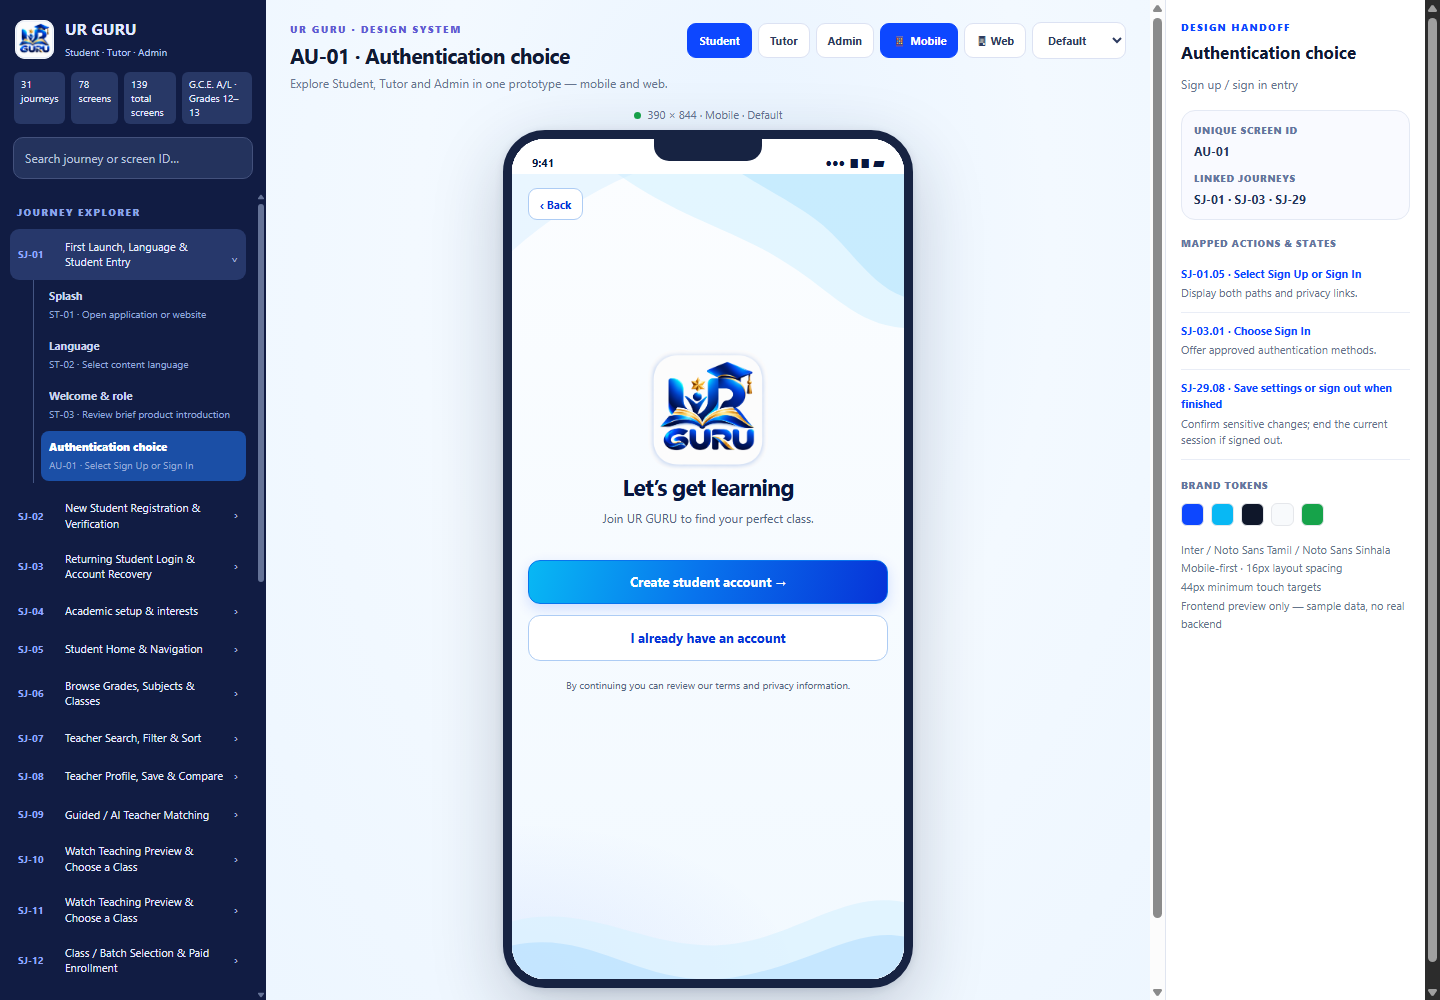 UR GURU
Student · Tutor · Admin
31 journeys
78 screens
139 total screens
G.C.E. A/L · Grades 12–13
Search journey or screen ID...
JOURNEY EXPLORER
SJ-01
First Launch, Language &
Student Entry
Splash
ST-01 · Open application or website
Language
ST-02 · Select content language
Welcome & role
ST-03 · Review brief product introduction
Authentication choice
AU-01 · Select Sign Up or Sign In
SJ-02
New Student Registration &
Verification
SJ-03
Returning Student Login &
Account Recovery
SJ-04
Academic setup & interests
SJ-05
Student Home & Navigation
SJ-06
Browse Grades, Subjects &
Classes
SJ-07
Teacher Search, Filter & Sort
SJ-08
Teacher Profile, Save & Compare
SJ-09
Guided / AI Teacher Matching
SJ-10
Watch Teaching Preview &
Choose a Class
SJ-11
Watch Teaching Preview &
Choose a Class
SJ-12
Class / Batch Selection & Paid
Enrollment
UR GURU · DESIGN SYSTEM
AU-01 · Authentication choice
Explore Student, Tutor and Admin in one prototype — mobile and web.
Student
Tutor
Admin
Mobile
Web
Default
390 × 844 · Mobile · Default
9:41
‹ Back
UR
GURU
Let's get learning
Join UR GURU to find your perfect class.
Create student account →
I already have an account
By continuing you can review our terms and privacy information.
DESIGN HANDOFF
Authentication choice
Sign up / sign in entry
UNIQUE SCREEN ID
AU-01
LINKED JOURNEYS
SJ-01 · SJ-03 · SJ-29
MAPPED ACTIONS & STATES
SJ-01.05 · Select Sign Up or Sign In
Display both paths and privacy links.
SJ-03.01 · Choose Sign In
Offer approved authentication methods.
SJ-29.08 · Save settings or sign out when
finished
Confirm sensitive changes; end the current
session if signed out.
BRAND TOKENS
Inter / Noto Sans Tamil / Noto Sans Sinhala
Mobile-first · 16px layout spacing
44px minimum touch targets
Frontend preview only — sample data, no real
backend